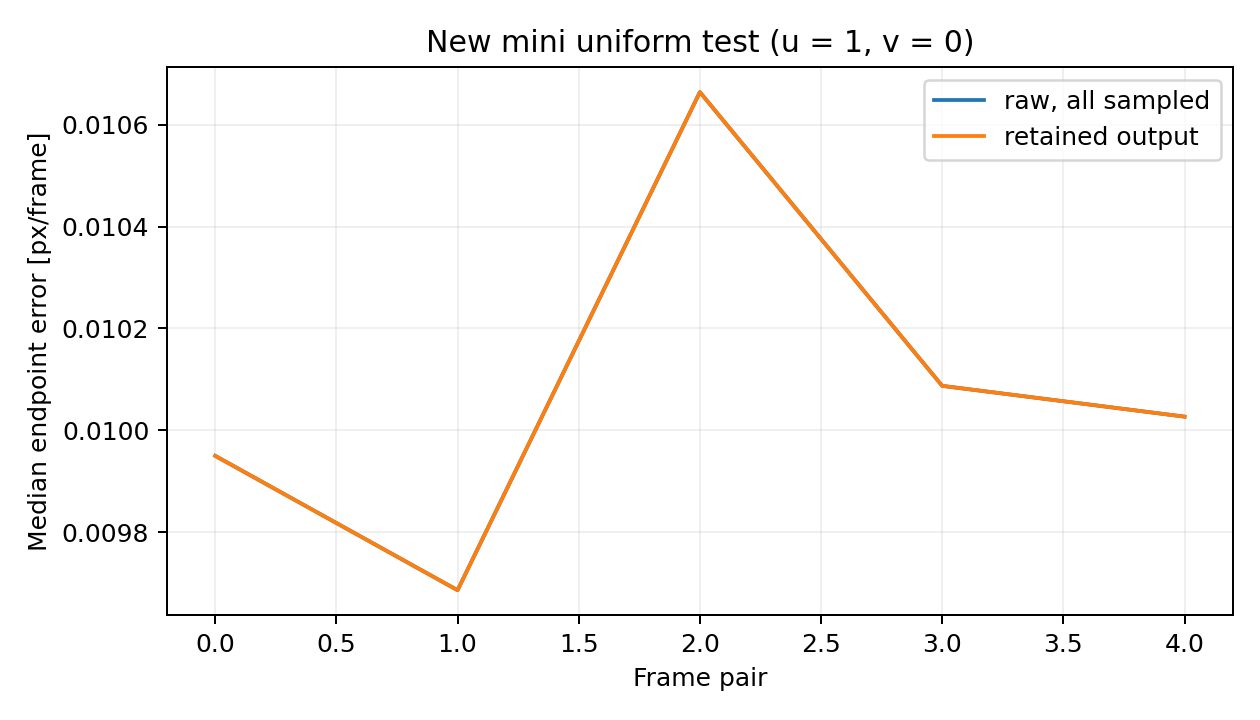 New mini uniform test (u = 1, v = 0)
raw, all sampled
retained output
Median endpoint error [px/frame]
0.0106
0.0104
0.0102
0.0100
0.0098
0.0 0.5 1.0 1.5 2.0 2.5 3.0 3.5 4.0
Frame pair